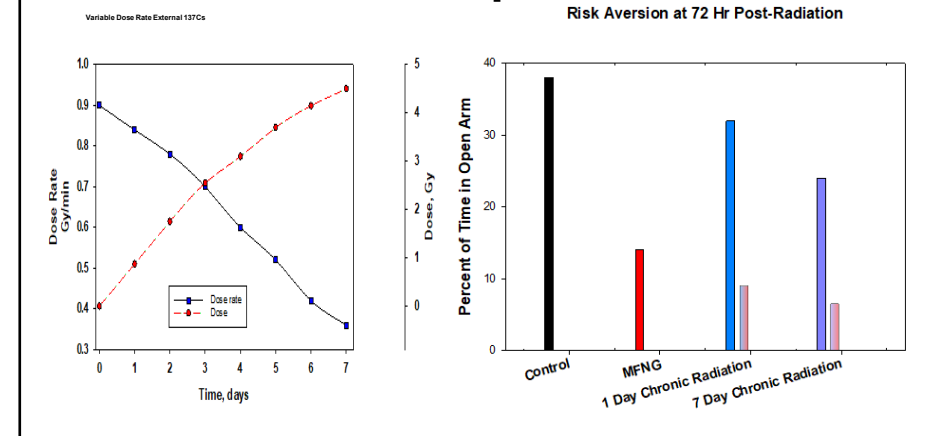 Variable Dose Rate External 137Cs
1.0
0.9
0.8
0.7
0.6
0.5
0.4
0.3
Dose Rate
Gy/min
0
1
2
3
4
5
6
7
Time, days
Dose rate
Dose
5
4
3
2
1
0
Dose, Gy
Risk Aversion at 72 Hr Post-Radiation
40
30
20
10
0
Percent of Time in Open Arm
Control
MFNG
1 Day Chronic Radiation
7 Day Chronic Radiation